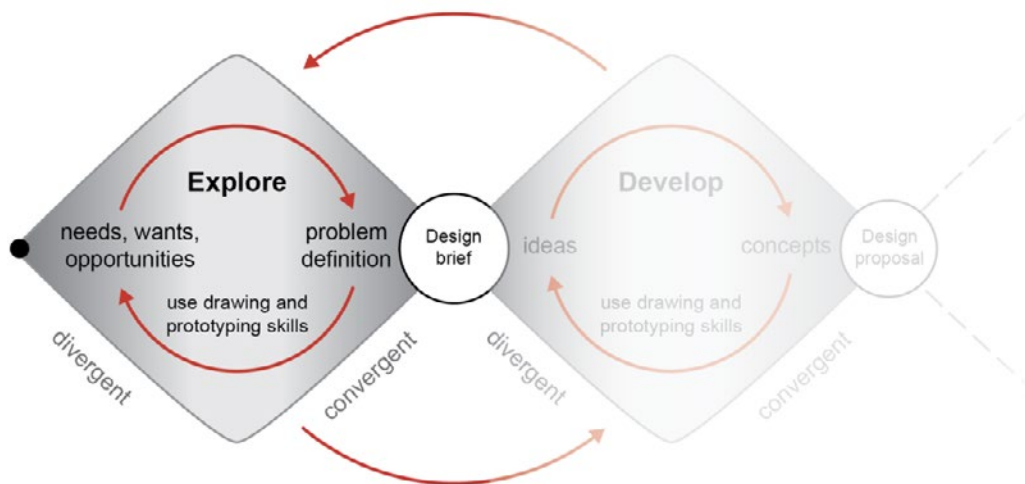 Explore
needs, wants,
opportunities
problem
definition
use drawing and
prototyping skills
divergent
convergent
Design
brief
Develop
ideas
concepts
use drawing and
prototyping skills
divergent
convergent
Design
proposal